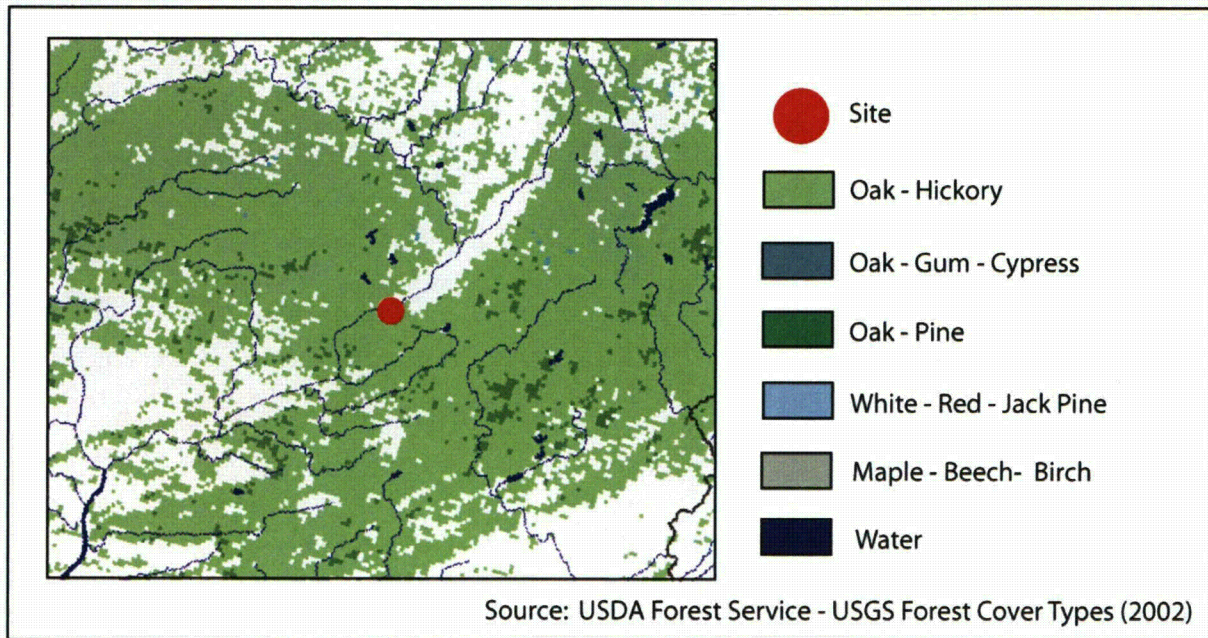 Site
Oak - Hickory
Oak - Gum - Cypress
Oak - Pine
White - Red - Jack Pine
Maple - Beech- Birch
Water
Source: USDA Forest Service - USGS Forest Cover Types (2002)